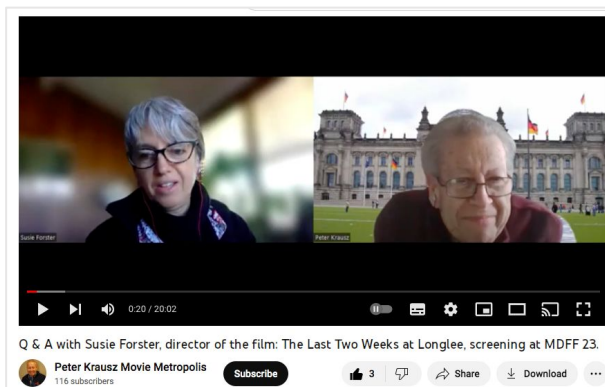 Susie Forster
Peter Krausz
0:20 / 20:02
Q & A with Susie Forster, director of the film: The Last Two Weeks at Longlee, screening at MDFF 23.
Peter Krausz Movie Metropolis
116 subscribers
Subscribe
3
Share
Download